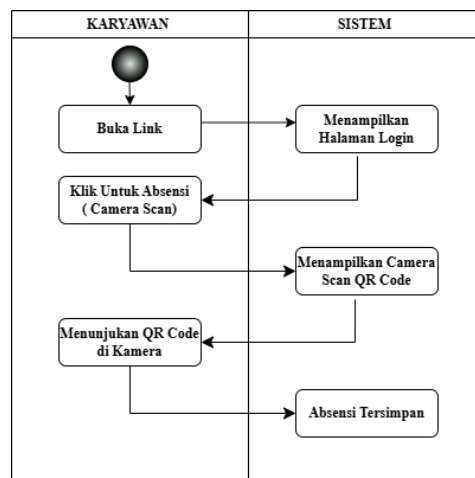 KARYAWAN
SISTEM
Buka Link
Menampilkan
Halaman Login
Klik Untuk Absensi
( Camera Scan)
Menampilkan Camera
Scan QR Code
Menunjukan QR Code
di Kamera
Absensi Tersimpan